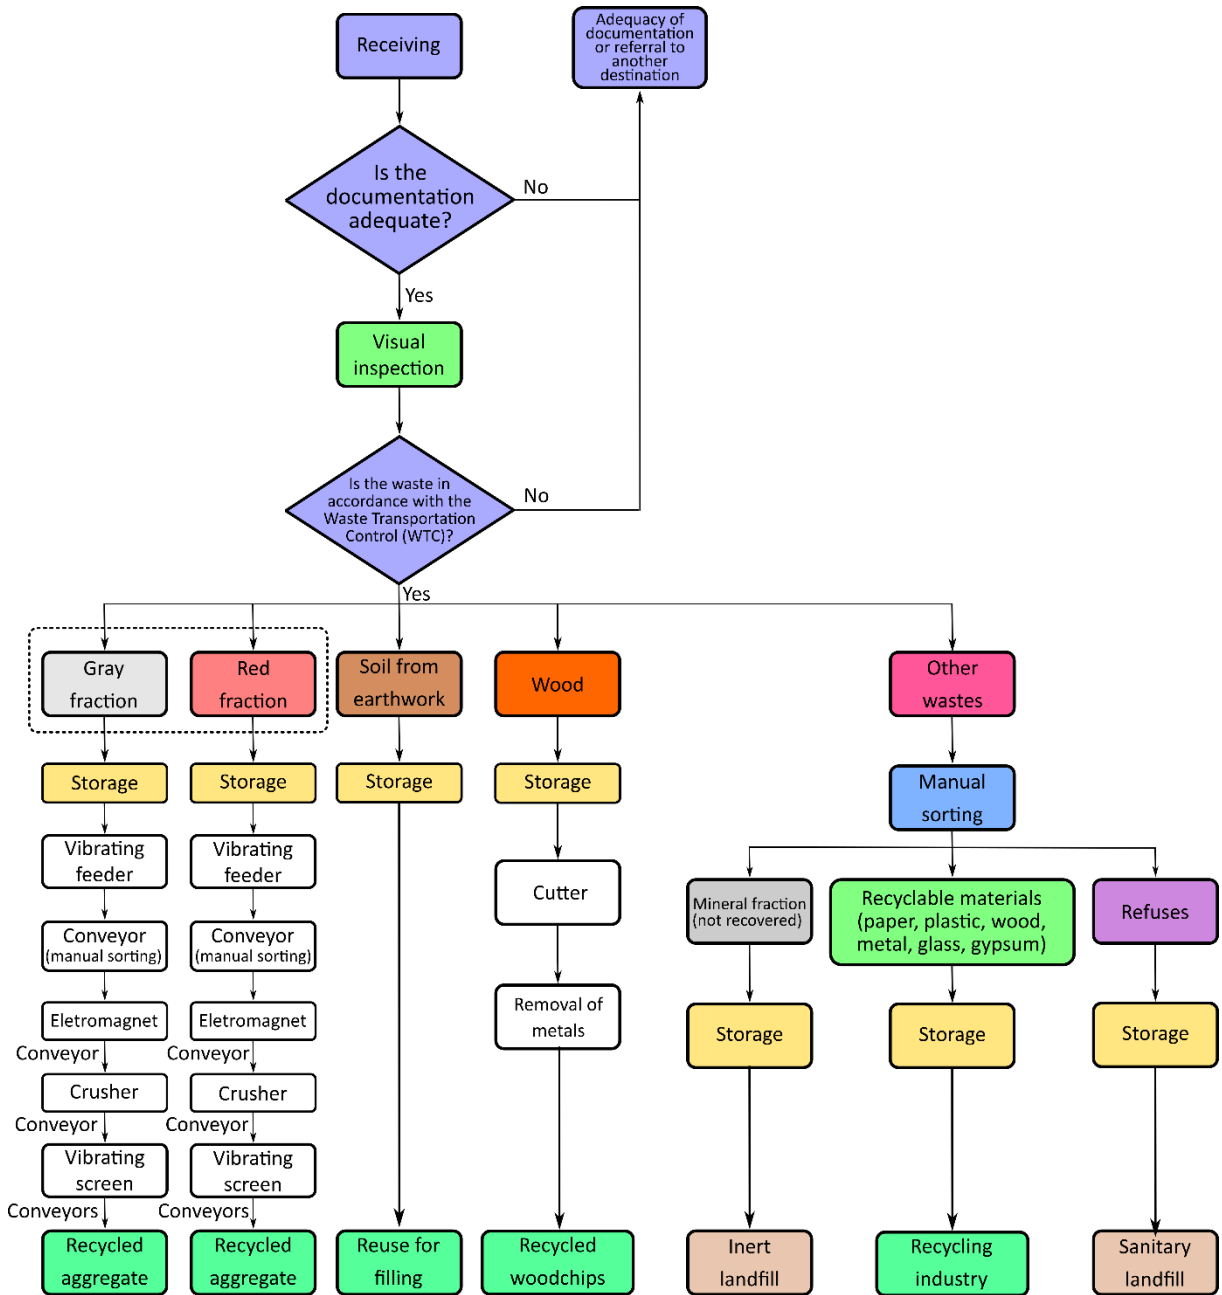 Receiving
Adequacy of
documentation
or referral to
another
destination
Is the
documentation
adequate?
No
Yes
Visual
inspection
Is the waste in
accordance with the
Waste Transportation
Control (WTC)?
No
Yes
Gray
fraction
Red
fraction
Soil from
earthwork
Wood
Other
wastes
Storage
Storage
Storage
Storage
Manual
sorting
Vibrating
feeder
Vibrating
feeder
Cutter
Mineral fraction
(not recovered)
Recyclable materials
(paper, plastic, wood,
metal, glass, gypsum)
Refuses
Conveyor
(manual sorting)
Conveyor
(manual sorting)
Eletromagnet
Eletromagnet
Removal of
metals
Storage
Storage
Storage
Conveyor
Conveyor
Crusher
Crusher
Conveyor
Conveyor
Vibrating
screen
Vibrating
screen
Conveyors
Conveyors
Recycled
aggregate
Recycled
aggregate
Reuse for
filling
Recycled
woodchips
Inert
landfill
Recycling
industry
Sanitary
landfill